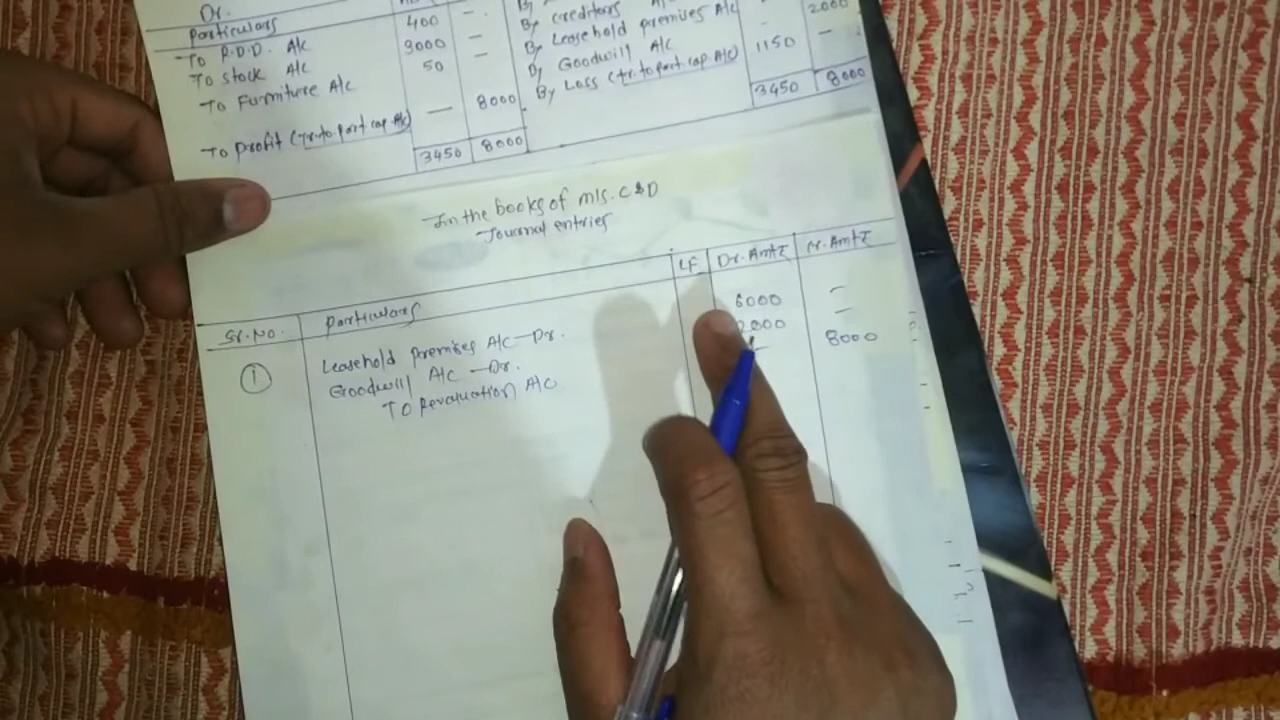 Dr.
Particulars
To R.D.D. A/c 400 -
To stock A/c 3000 -
To Furniture A/c 50 -
To profit (Tr.to.part cap.A/c) — 8000
3450 8000
By creditors
By Leasehold premises A/c
By Goodwill A/c - 2000
By Loss (Tr.to.part cap.A/c) 1150 -
3450 8000
In the books of m/s. C&D
Journal entries
Sr.No. Particulars LF Dr.Amt₹ Cr.Amt₹
1 Leasehold premises A/c—Dr. 6000 -
Goodwill A/c —Dr. 2000 -
To Revaluation A/c - 8000